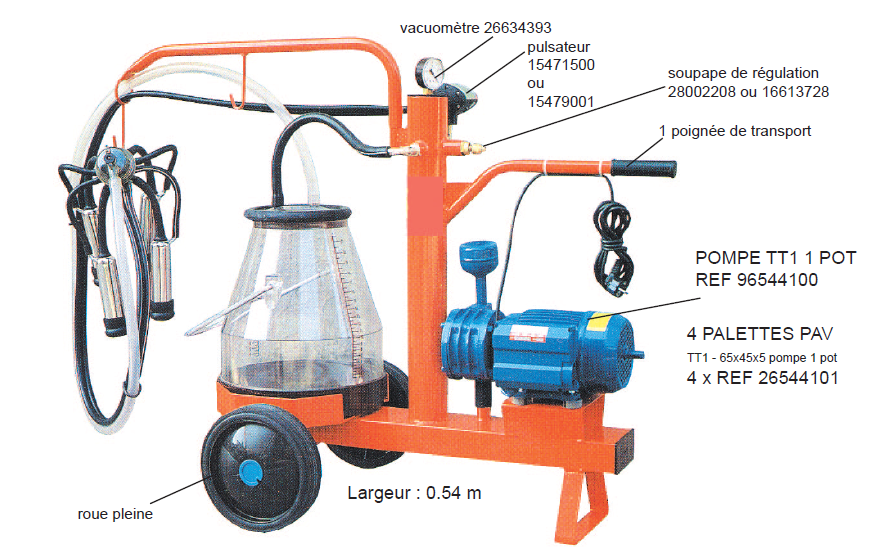 vacuomètre 26634393
pulsateur
15471500
ou
15479001
soupape de régulation
28002208 ou 16613728
1 poignée de transport
POMPE TT1 1 POT
REF 96544100
4 PALETTES PAV
TT1 - 65x45x5 pompe 1 pot
4 x REF 26544101
Largeur : 0.54 m
roue pleine